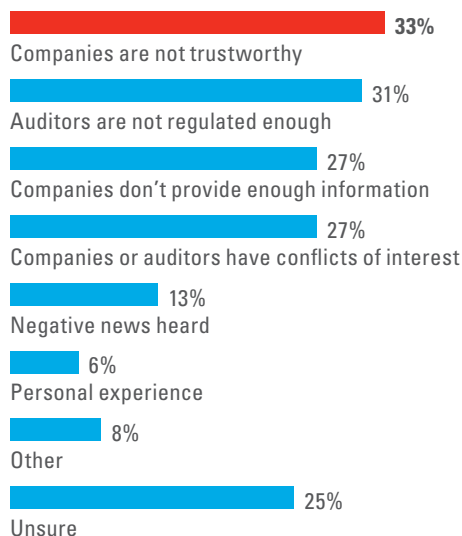 33%
Companies are not trustworthy
31%
Auditors are not regulated enough
27%
Companies don’t provide enough information
27%
Companies or auditors have conflicts of interest
13%
Negative news heard
6%
Personal experience
8%
Other
25%
Unsure